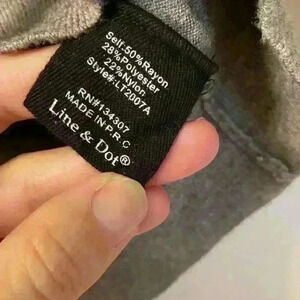 Self:50%Rayon
28%Polyester
22%Nylon
Style#:LT2007A
RN#134307
MADE IN P.R.C
Line & Dot®